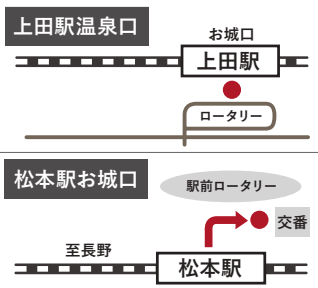 上田駅温泉口
お城口
上田駅
ロータリー
松本駅お城口
駅前ロータリー
交番
至長野
松本駅